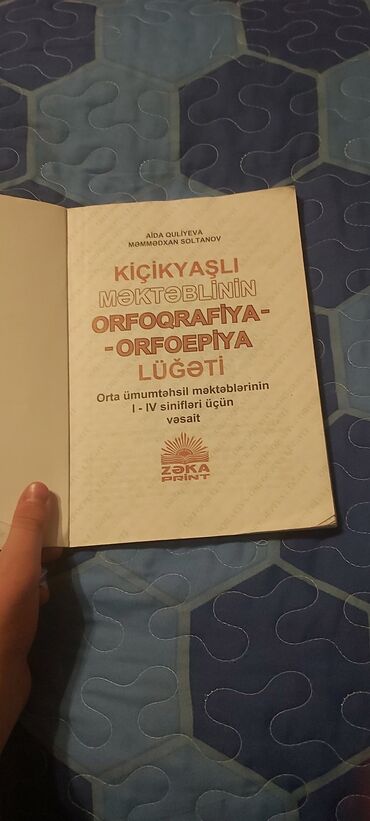 AİDA QULİYEVA
MƏMMƏDXAN SOLTANOV
KİÇİKYAŞLI
MƏKTƏBLİNİN
ORFOQRAFİYA-
-ORFOEPİYA
LÜĞƏTİ
Orta ümumtəhsil məktəblərinin
I - IV sinifləri üçün
vəsait
ZƏKA
PRINT